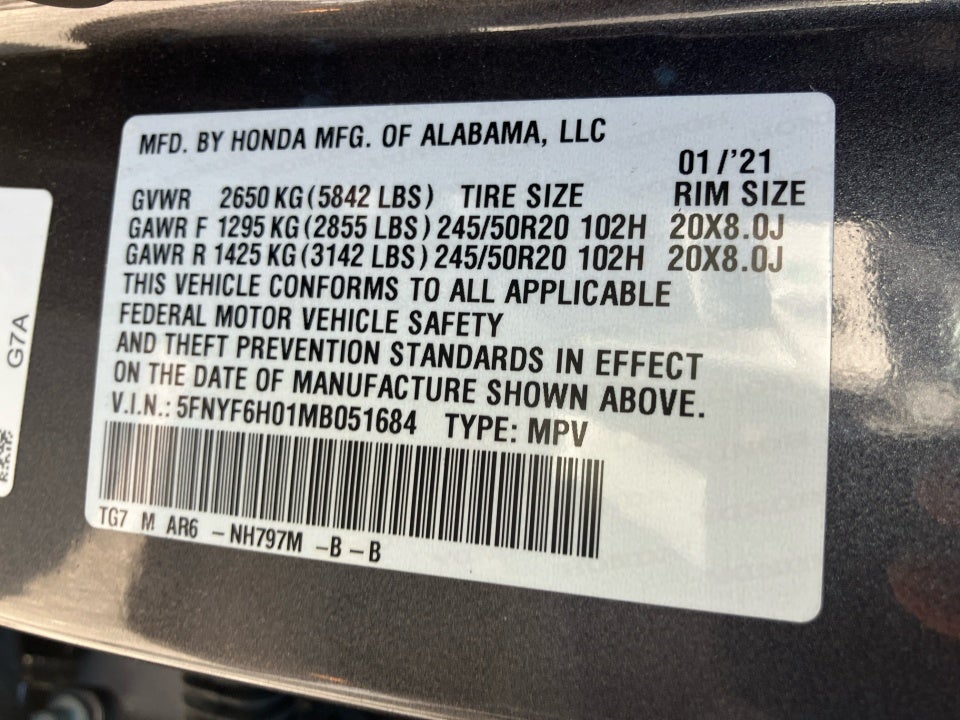 MFD. BY HONDA MFG. OF ALABAMA, LLC
01/'21
GVWR 2650 KG (5842 LBS) TIRE SIZE RIM SIZE
GAWR F 1295 KG (2855 LBS) 245/50R20 102H 20X8.0J
GAWR R 1425 KG (3142 LBS) 245/50R20 102H 20X8.0J
THIS VEHICLE CONFORMS TO ALL APPLICABLE
FEDERAL MOTOR VEHICLE SAFETY
AND THEFT PREVENTION STANDARDS IN EFFECT
ON THE DATE OF MANUFACTURE SHOWN ABOVE.
V.I.N.: 5FNYF6H01MB051684 TYPE: MPV
TG7 M AR6 - NH797M - B - B
G7A